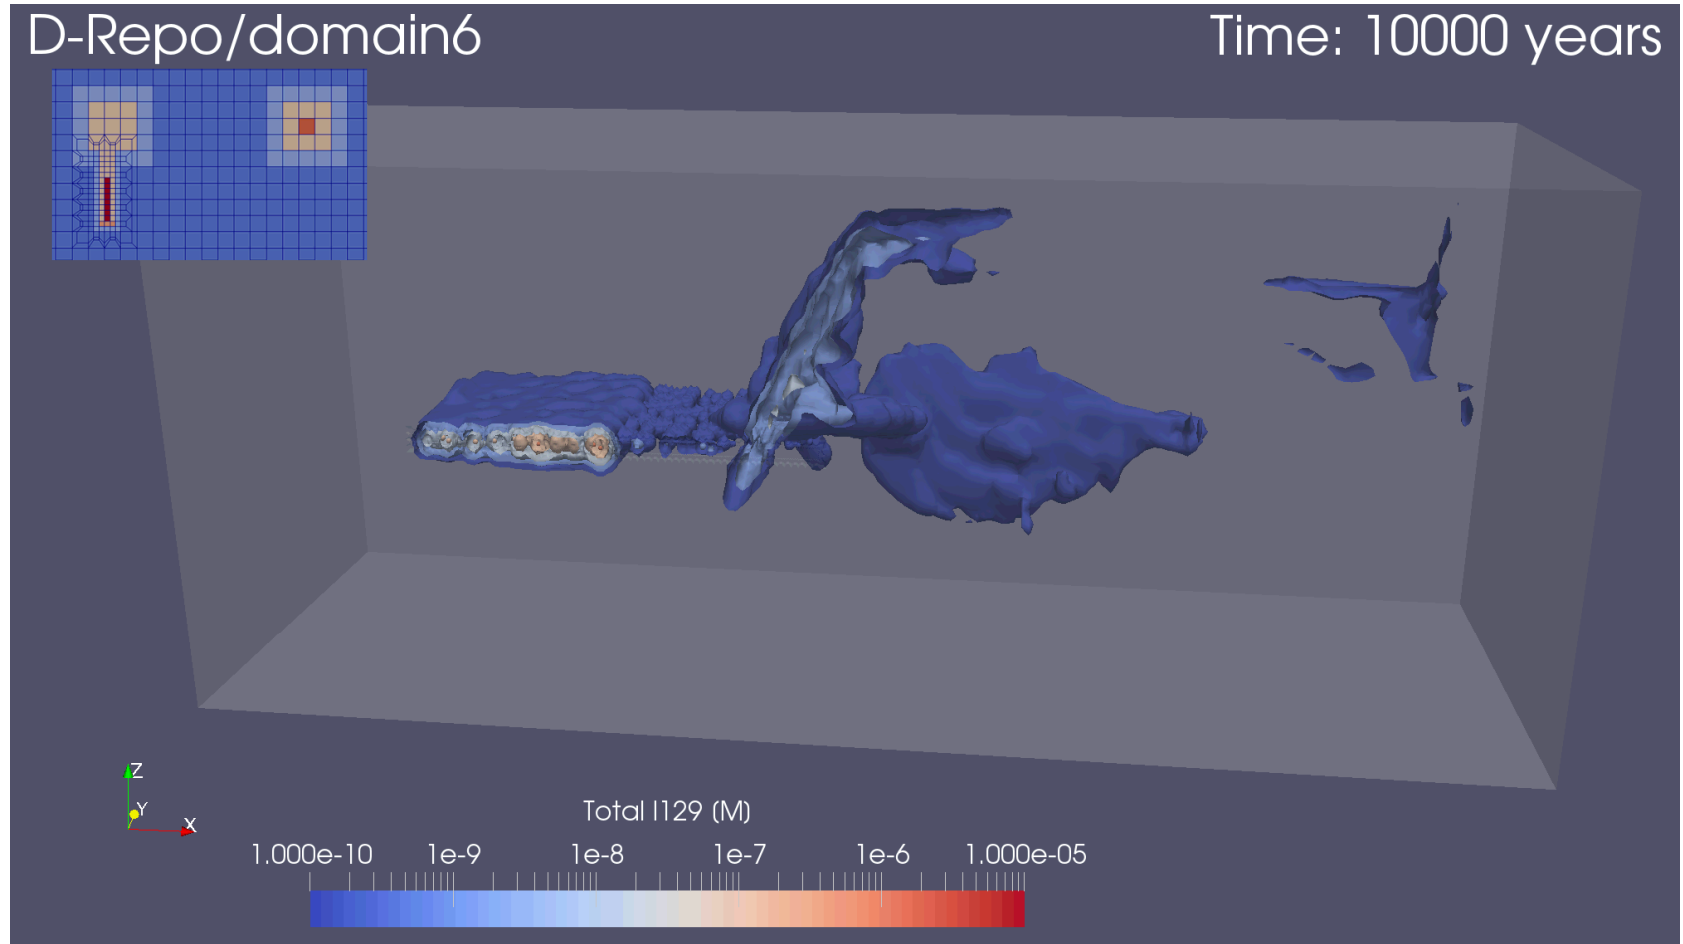 D-Repo/domain6
Time: 10000 years
Z
Y
X
Total I129 (M)
1.000e-10 1e-9 1e-8 1e-7 1e-6 1.000e-05